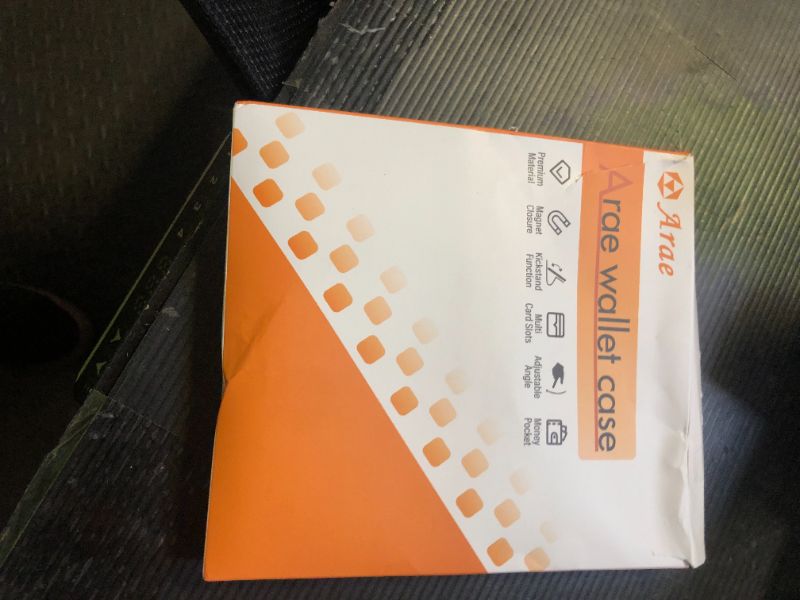 Arae
Arae wallet case
Premium
Material
Magnet
Closure
Kickstand
Function
Multi
Card Slots
Adjustable
Angle
Money
Pocket